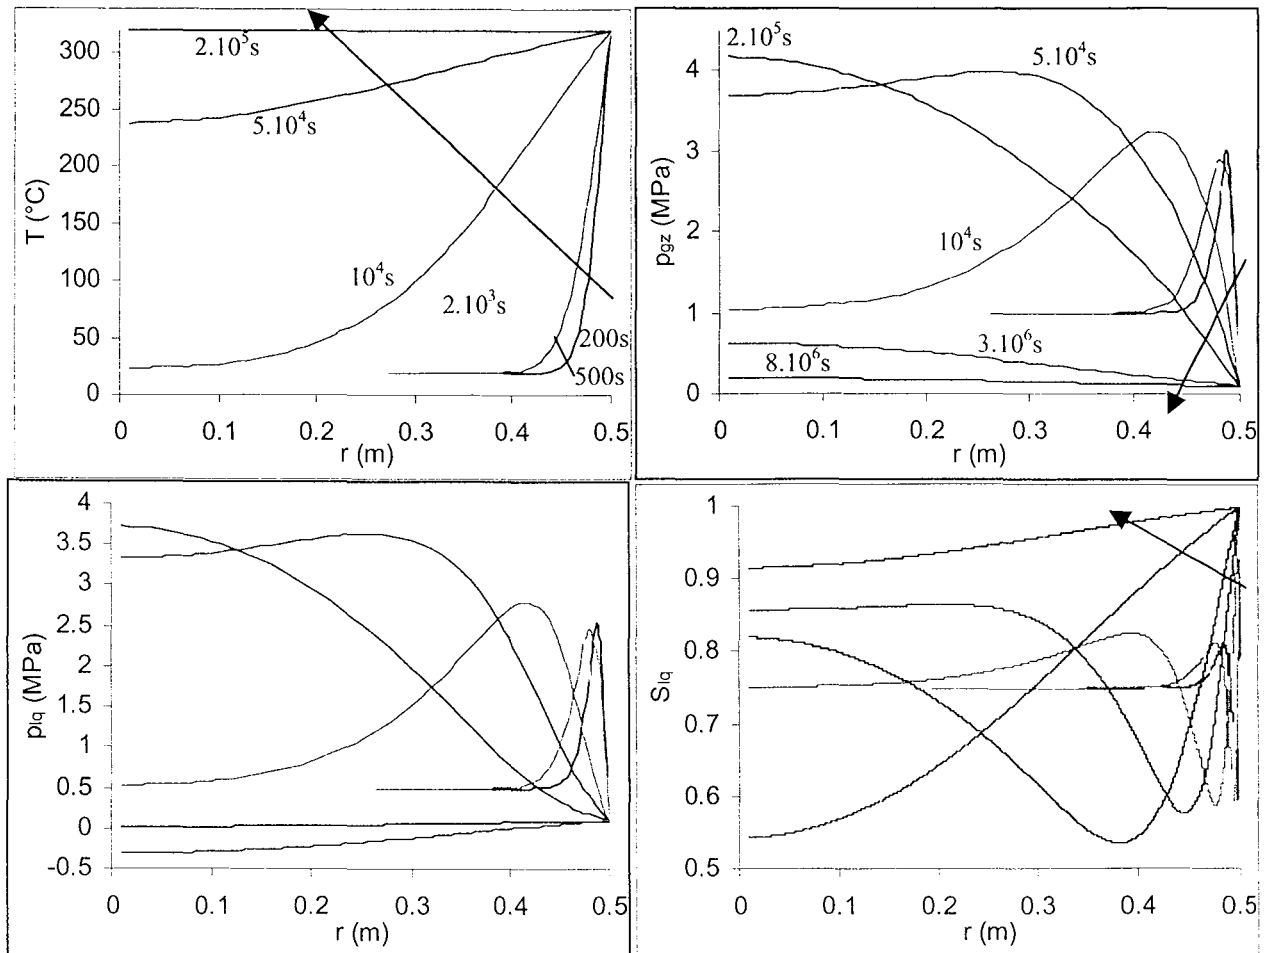 T (°C)
300
250
200
150
100
50
0
2.10⁵s
5.10⁴s
10⁴s
2.10³s
200s
500s
0 0.1 0.2 0.3 0.4 0.5
r (m)
p_gz (MPa)
4
3
2
1
0
2.10⁵s
5.10⁴s
10⁴s
3.10⁶s
8.10⁶s
0 0.1 0.2 0.3 0.4 0.5
r (m)
p_lq (MPa)
4
3.5
3
2.5
2
1.5
1
0.5
0
-0.5
0 0.1 0.2 0.3 0.4 0.5
r (m)
S_lq
1
0.9
0.8
0.7
0.6
0.5
0 0.1 0.2 0.3 0.4 0.5
r (m)